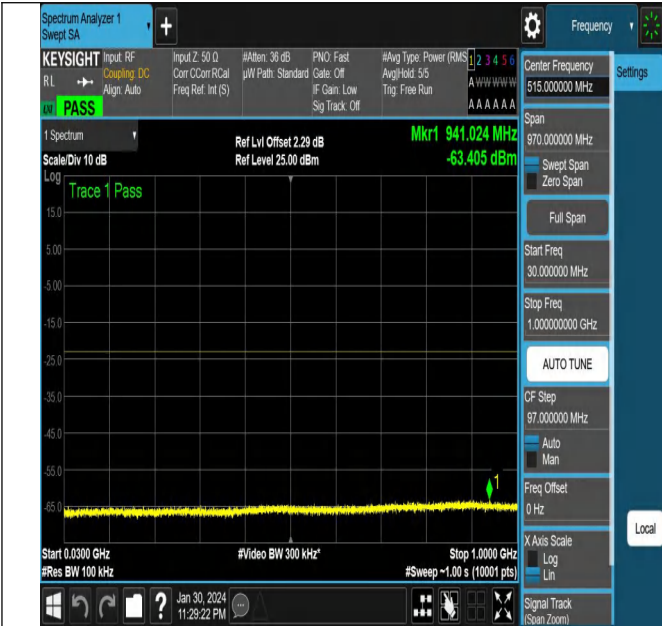 Spectrum Analyzer 1
Swept SA
Frequency
KEYSIGHT
RL
PASS
Input: RF
Coupling: DC
Align: Auto
Input Z: 50 Ω
Corr CCorr RCal
Freq Ref: Int (S)
#Atten: 36 dB
µW Path: Standard
PNO: Fast
Gate: Off
IF Gain: Low
Sig Track: Off
#Avg Type: Power (RMS
Avg|Hold: 5/5
Trig: Free Run
1 2 3 4 5 6
A W W W W W
A A A A A A
1 Spectrum
Scale/Div 10 dB
Ref Lvl Offset 2.29 dB
Ref Level 25.00 dBm
Mkr1 941.024 MHz
-63.405 dBm
Log
Trace 1 Pass
15.0
5.00
-5.00
-15.0
-25.0
-35.0
-45.0
-55.0
-65.0
1
Start 0.0300 GHz
#Res BW 100 kHz
#Video BW 300 kHz*
Stop 1.0000 GHz
#Sweep ~1.00 s (10001 pts)
Jan 30, 2024
11:29:22 PM
Center Frequency
515.000000 MHz
Span
970.000000 MHz
Swept Span
Zero Span
Full Span
Start Freq
30.000000 MHz
Stop Freq
1.000000000 GHz
AUTO TUNE
CF Step
97.000000 MHz
Auto
Man
Freq Offset
0 Hz
X Axis Scale
Log
Lin
Signal Track
(Span Zoom)
Settings
Local